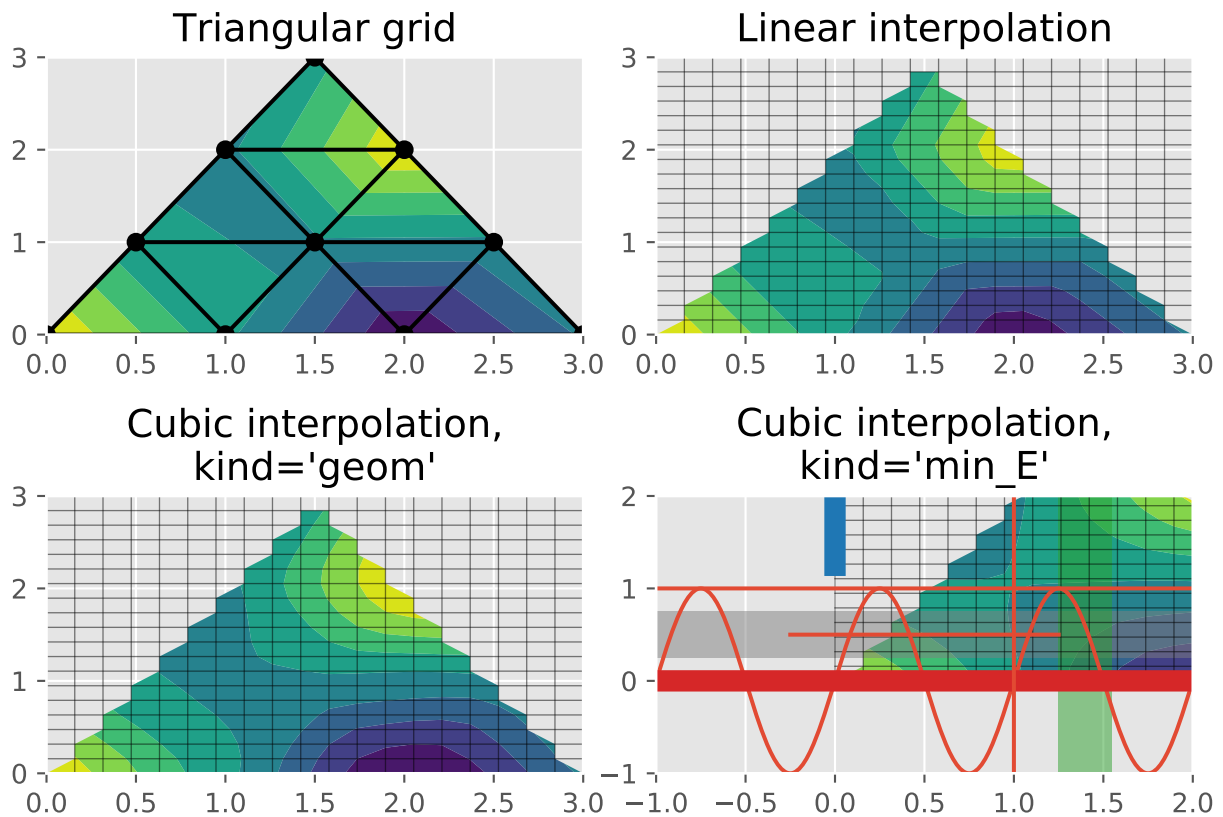 Triangular grid
Linear interpolation
3
2
1
0
0.0 0.5 1.0 1.5 2.0 2.5 3.0
3
2
1
0
0.0 0.5 1.0 1.5 2.0 2.5 3.0
Cubic interpolation,
kind='geom'
Cubic interpolation,
kind='min_E'
3
2
1
0
0.0 0.5 1.0 1.5 2.0 2.5 3.0
2
1
0
−1
−1.0 −0.5 0.0 0.5 1.0 1.5 2.0